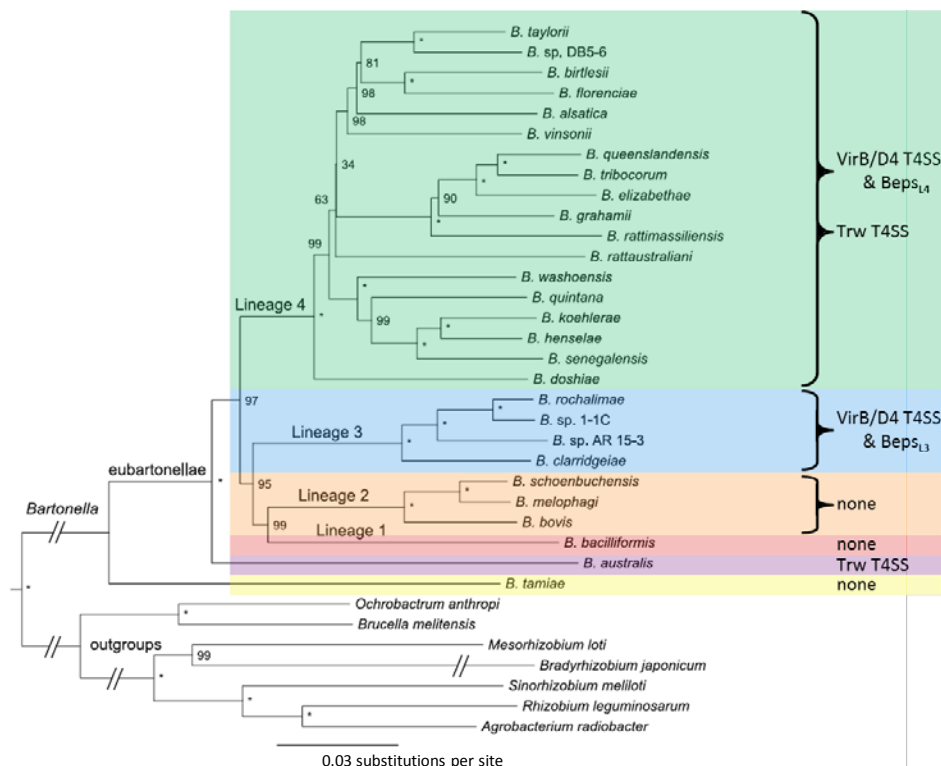 B. taylorii
B. sp, DB5-6
81
B. birtlesii
98
B. florenciae
B. alsatica
98
B. vinsonii
VirB/D4 T4SS
& BepsL4
B. queenslandensis
34
B. tribocorum
90
B. elizabethae
63
B. grahamii
Trw T4SS
B. rattimassiliensis
99
B. rattaustraliani
B. washoensis
Lineage 4
B. quintana
99
B. koehlerae
B. henselae
B. senegalensis
B. doshiae
97
B. rochalimae
VirB/D4 T4SS
& BepsL3
B. sp. 1-1C
Lineage 3
B. sp. AR 15-3
B. clarridgeiae
eubartonellae
95
B. schoenbuchensis
Lineage 2
B. melophagi
none
Bartonella
99
B. bovis
Lineage 1
B. bacilliformis
none
B. australis
Trw T4SS
B. tamiae
none
Ochrobactrum anthropi
Brucella melitensis
outgroups
Mesorhizobium loti
99
Bradyrhizobium japonicum
Sinorhizobium meliloti
Rhizobium leguminosarum
Agrobacterium radiobacter
0.03 substitutions per site